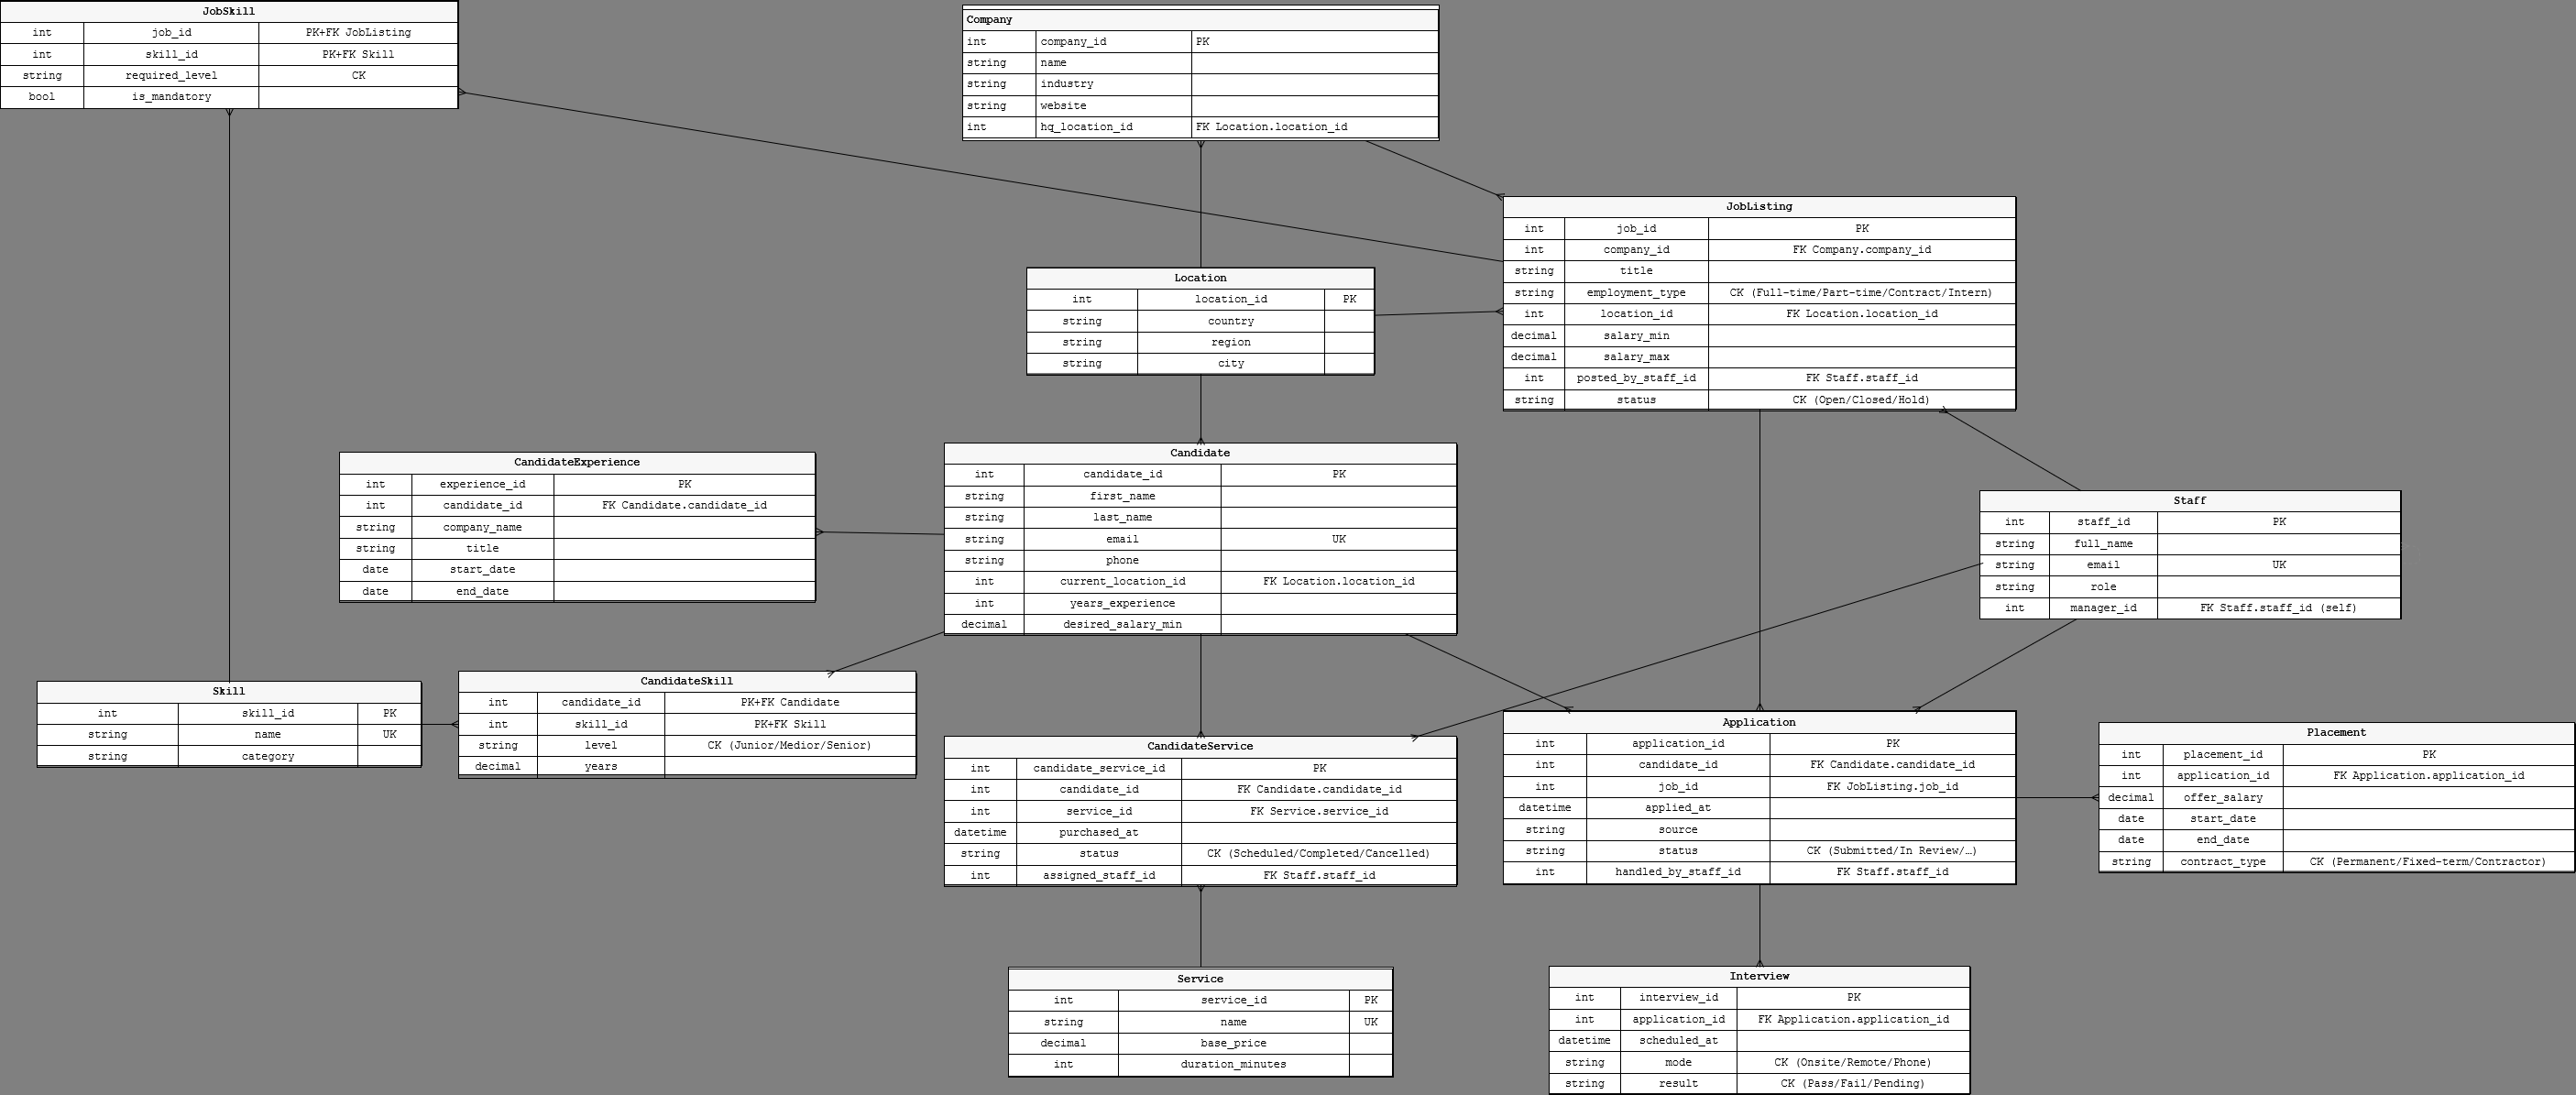 JobSkill
int job_id PK+FK JobListing
int skill_id PK+FK Skill
string required_level CK
bool is_mandatory
Company
int company_id PK
string name
string industry
string website
int hq_location_id FK Location.location_id
JobListing
int job_id PK
int company_id FK Company.company_id
string title
string employment_type CK (Full-time/Part-time/Contract/Intern)
int location_id FK Location.location_id
decimal salary_min
decimal salary_max
int posted_by_staff_id FK Staff.staff_id
string status CK (Open/Closed/Hold)
Location
int location_id PK
string country
string region
string city
CandidateExperience
int experience_id PK
int candidate_id FK Candidate.candidate_id
string company_name
string title
date start_date
date end_date
Candidate
int candidate_id PK
string first_name
string last_name
string email UK
string phone
int current_location_id FK Location.location_id
int years_experience
decimal desired_salary_min
Staff
int staff_id PK
string full_name
string email UK
string role
int manager_id FK Staff.staff_id (self)
Skill
int skill_id PK
string name UK
string category
CandidateSkill
int candidate_id PK+FK Candidate
int skill_id PK+FK Skill
string level CK (Junior/Medior/Senior)
decimal years
CandidateService
int candidate_service_id PK
int candidate_id FK Candidate.candidate_id
int service_id FK Service.service_id
datetime purchased_at
string status CK (Scheduled/Completed/Cancelled)
int assigned_staff_id FK Staff.staff_id
Application
int application_id PK
int candidate_id FK Candidate.candidate_id
int job_id FK JobListing.job_id
datetime applied_at
string source
string status CK (Submitted/In Review/…)
int handled_by_staff_id FK Staff.staff_id
Placement
int placement_id PK
int application_id FK Application.application_id
decimal offer_salary
date start_date
date end_date
string contract_type CK (Permanent/Fixed-term/Contractor)
Service
int service_id PK
string name UK
decimal base_price
int duration_minutes
Interview
int interview_id PK
int application_id FK Application.application_id
datetime scheduled_at
string mode CK (Onsite/Remote/Phone)
string result CK (Pass/Fail/Pending)